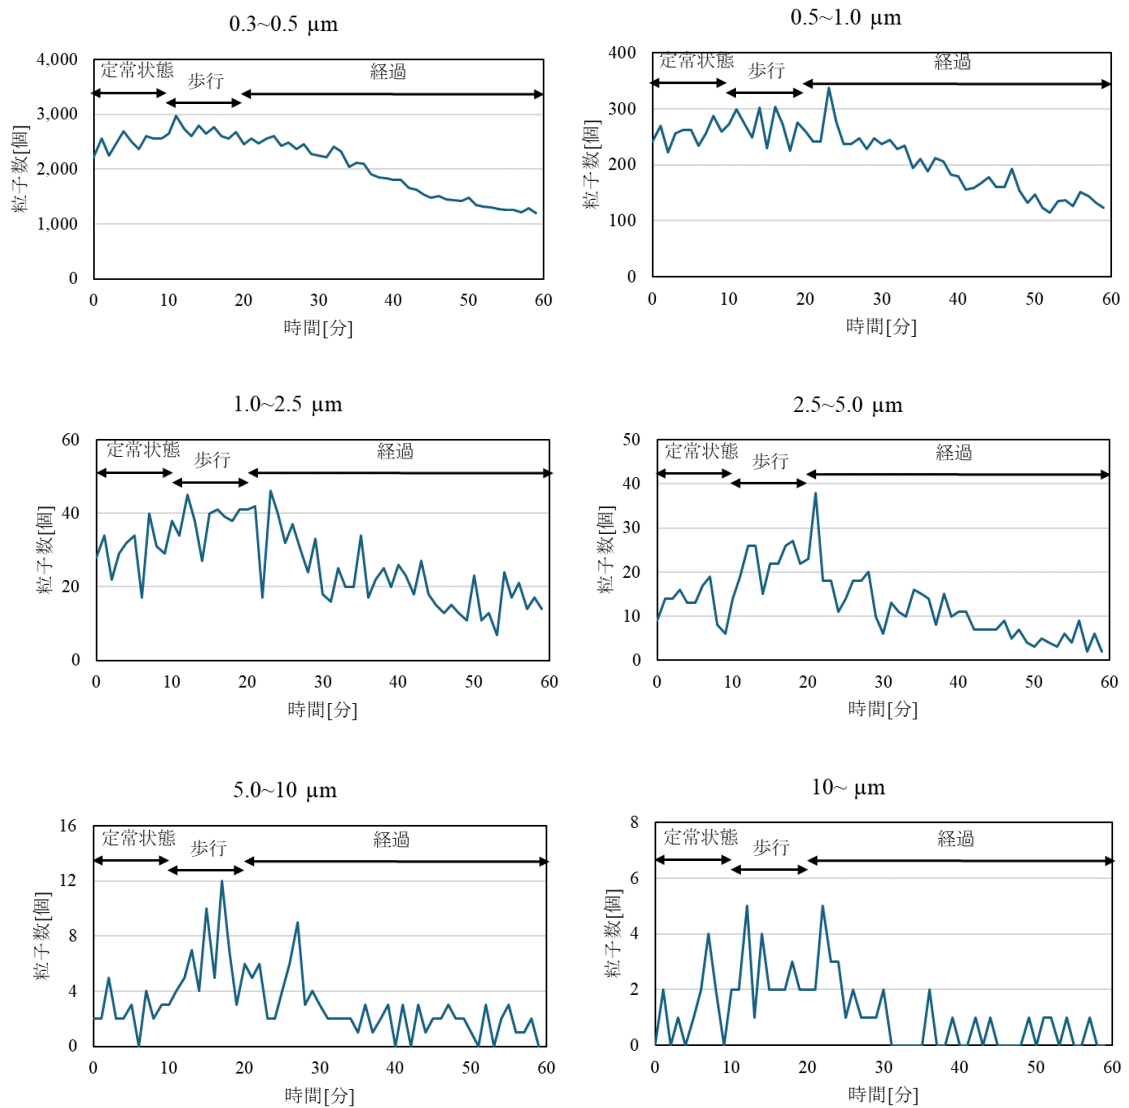 0.3~0.5 µm
4,000
3,000
2,000
1,000
0
粒子数[個]
定常状態
歩行
経過
0 10 20 30 40 50 60
時間[分]
0.5~1.0 µm
400
300
200
100
0
粒子数[個]
定常状態
歩行
経過
0 10 20 30 40 50 60
時間[分]
1.0~2.5 µm
60
40
20
0
粒子数[個]
定常状態
歩行
経過
0 10 20 30 40 50 60
時間[分]
2.5~5.0 µm
50
40
30
20
10
0
粒子数[個]
定常状態
歩行
経過
0 10 20 30 40 50 60
時間[分]
5.0~10 µm
16
12
8
4
0
粒子数[個]
定常状態
歩行
経過
0 10 20 30 40 50 60
時間[分]
10~ µm
8
6
4
2
0
粒子数[個]
定常状態
歩行
経過
0 10 20 30 40 50 60
時間[分]